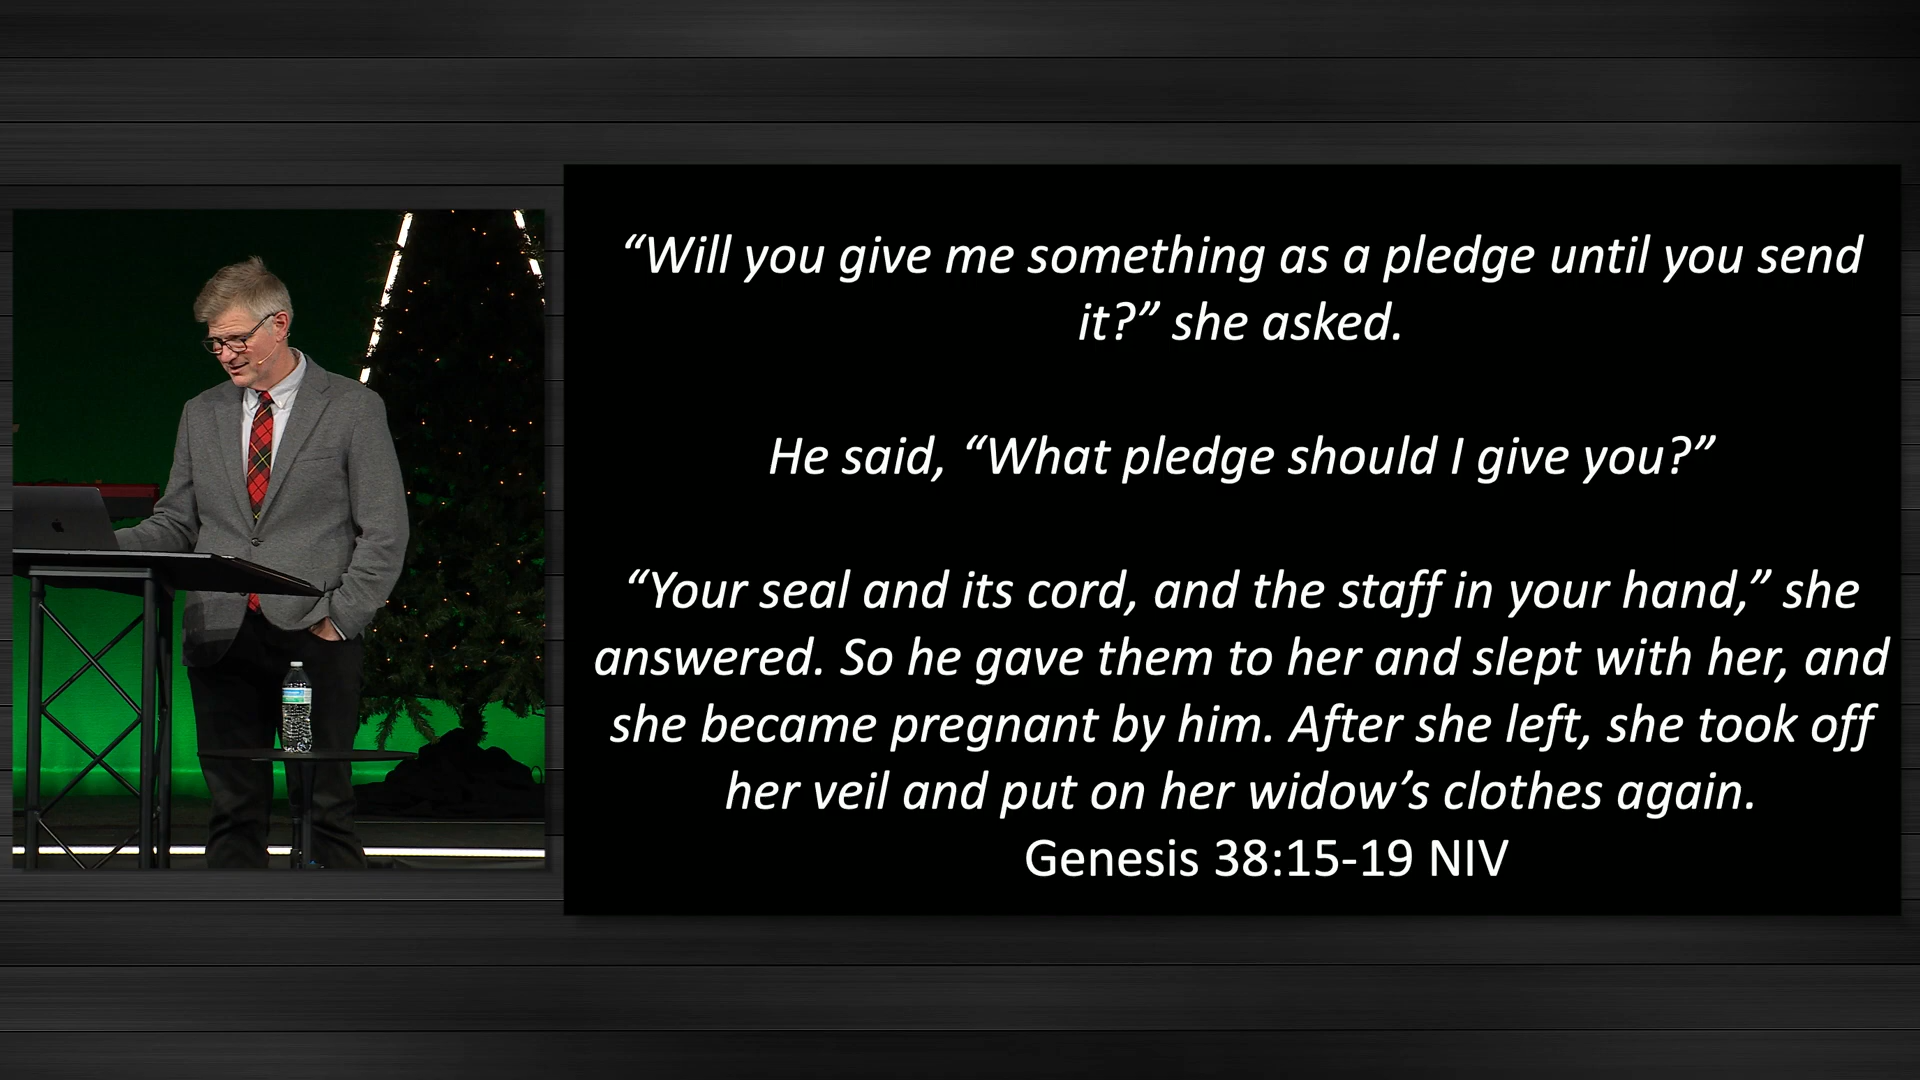 “Will you give me something as a pledge until you send
it?” she asked.
He said, “What pledge should I give you?”
“Your seal and its cord, and the staff in your hand,” she
answered. So he gave them to her and slept with her, and
she became pregnant by him. After she left, she took off
her veil and put on her widow’s clothes again.
Genesis 38:15-19 NIV